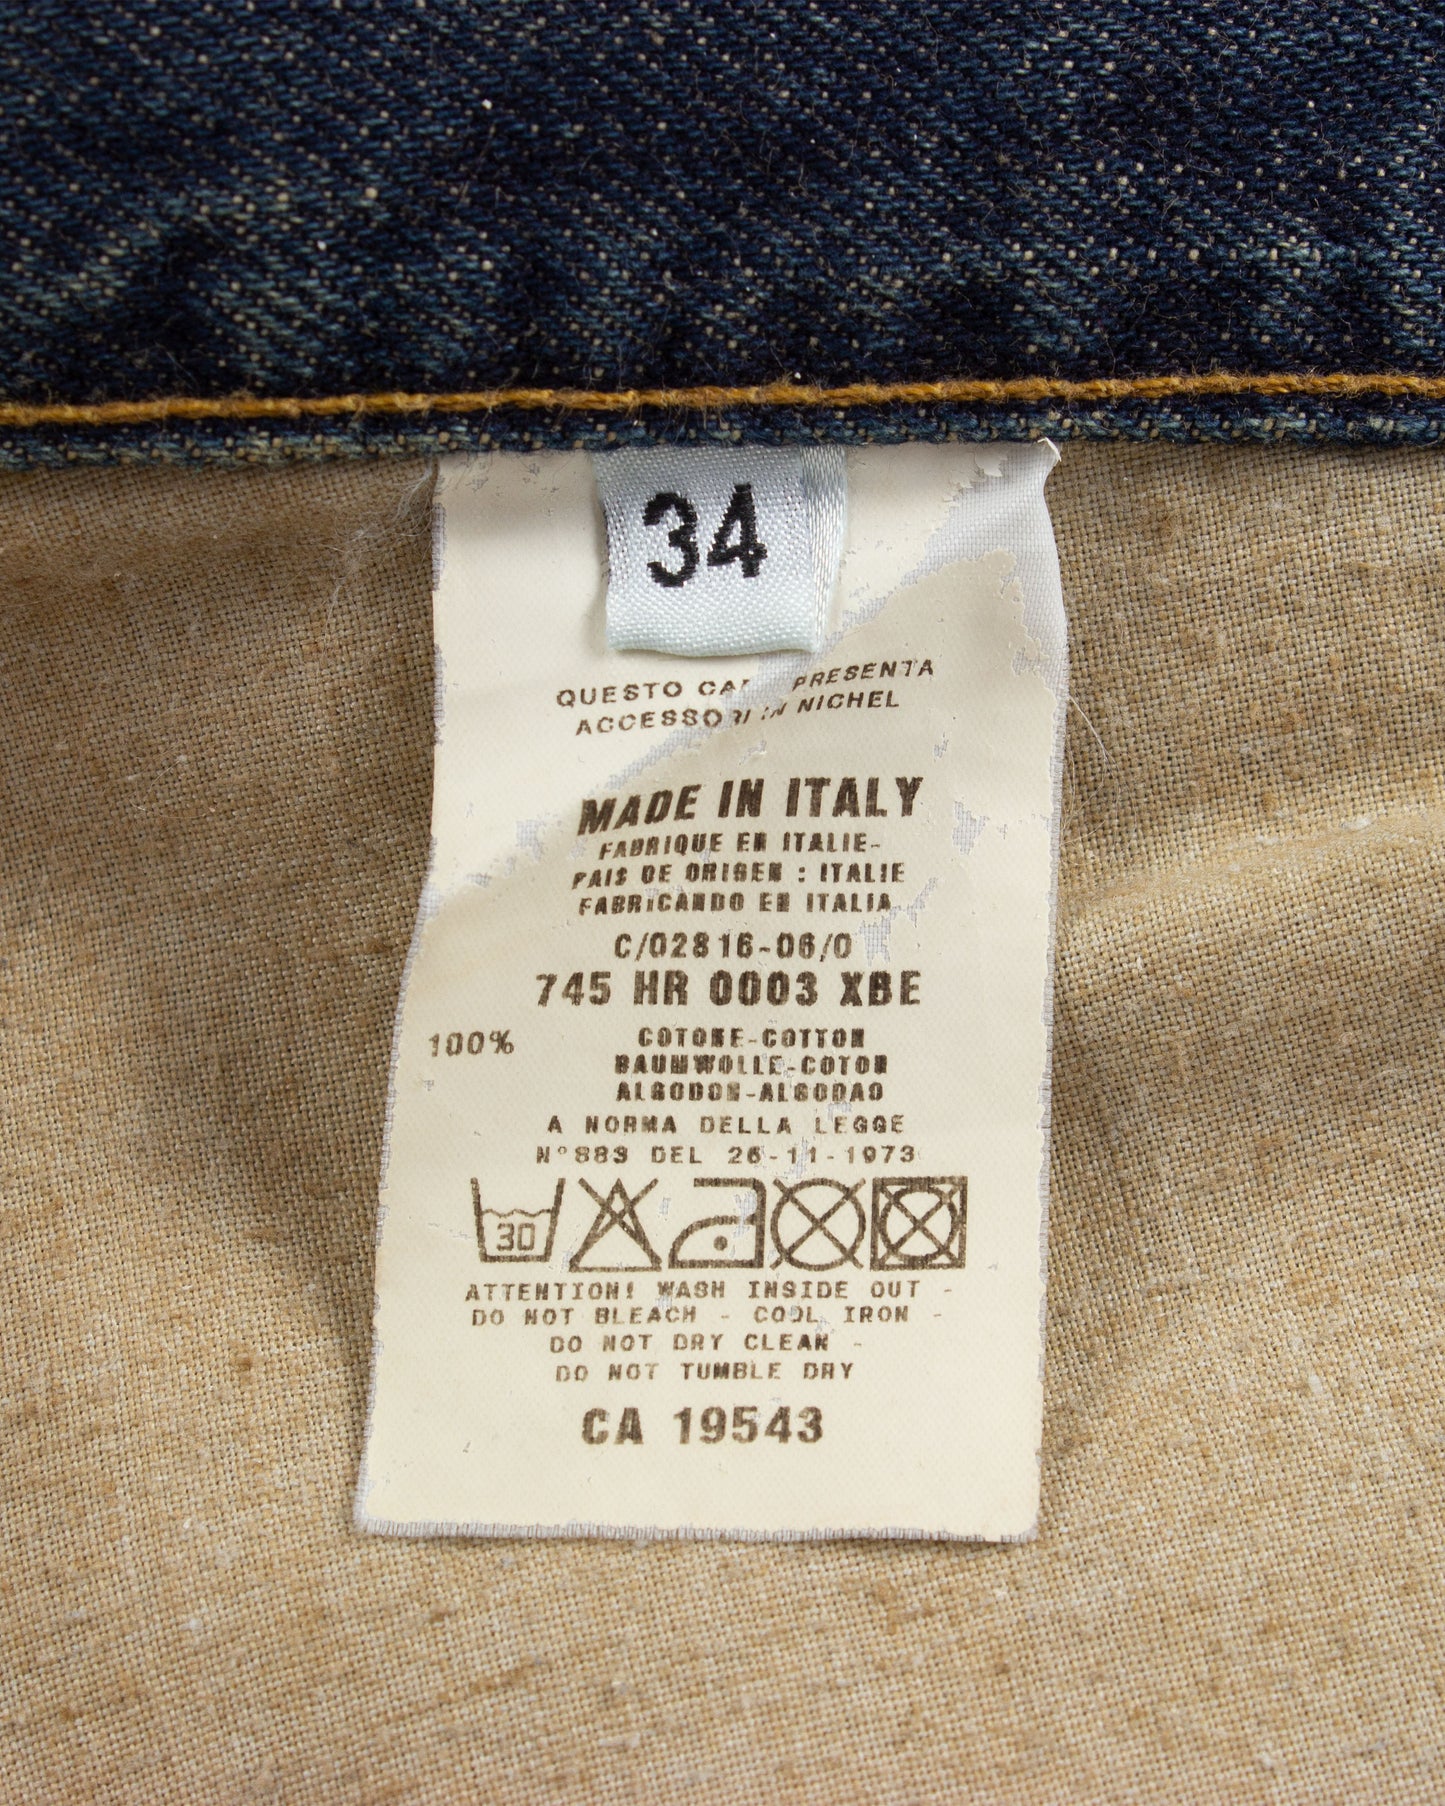 34
QUESTO PRESENTA
ACCESSORI IN NICHEL
MADE IN ITALY
FABRIQUE EN ITALIE-
PAIS DE ORIGEN : ITALIE
FABRICANDO EN ITALIA
C/02816-06/0
745 HR 0003 XBE
100% COTONE-COTTON
BAUMWOLLE-COTON
ALGODON-ALGODAO
A NORMA DELLA LEGGE
N°883 DEL 26-11-1973
30
ATTENTION! WASH INSIDE OUT -
DO NOT BLEACH - COOL IRON -
DO NOT DRY CLEAN -
DO NOT TUMBLE DRY
CA 19543